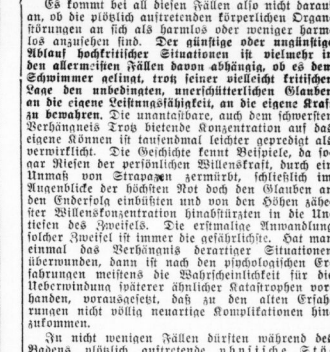 Es kommt bei all diesen Fällen also nicht darau
an, ob die plötzlich auftretenden körperlichen Organ
störungen an sich als harmlos oder weniger harm
los anzusehen sind. Der günstige oder ungünstig
Ablauf hochkritischer Situationen ist vielmehr in
den allermeisten Fällen davon abhängig, ob es dem
Schwimmer gelingt, trotz seiner vielleicht kritischen
Lage den unbedingten, unerschütterlichen Glauben
an die eigene Leistungsfähigkeit, an die eigene Kraf
zu bewahren. Die unantastbare, auch dem schwersten
Verhängnis Trotz bietende Konzentration auf das
eigene Können ist tausendmal leichter gepredigt als
verwirklicht. Die Geschichte kennt Beispiele, da so
gar Riesen der persönlichen Willenskraft, durch ein
Unmaß von Strapazen zermürbt, schließlich im
Augenblicke der höchsten Not doch den Glauben an
den Enderfolg einbüßten und von den Höhen zähe
ster Willenskonzentration hinabstürzten in die Un
tiefen des Zweifels. Die erstmalige Anwandlung
solcher Zweifel ist immer die gefährlichste. Hat man
einmal das Verhängnis derartiger Situationen
überwunden, dann ist nach den psychologischen Er
fahrungen meistens die Wahrscheinlichkeit für die
Ueberwindung späterer ähnlicher Katastrophen vor
handen, vorausgesetzt, daß zu den alten Erfah
rungen nicht völlig neuartige Komplikationen hin
zukommen.
In nicht wenigen Fällen dürften während des
Badens plötzlich auftretende